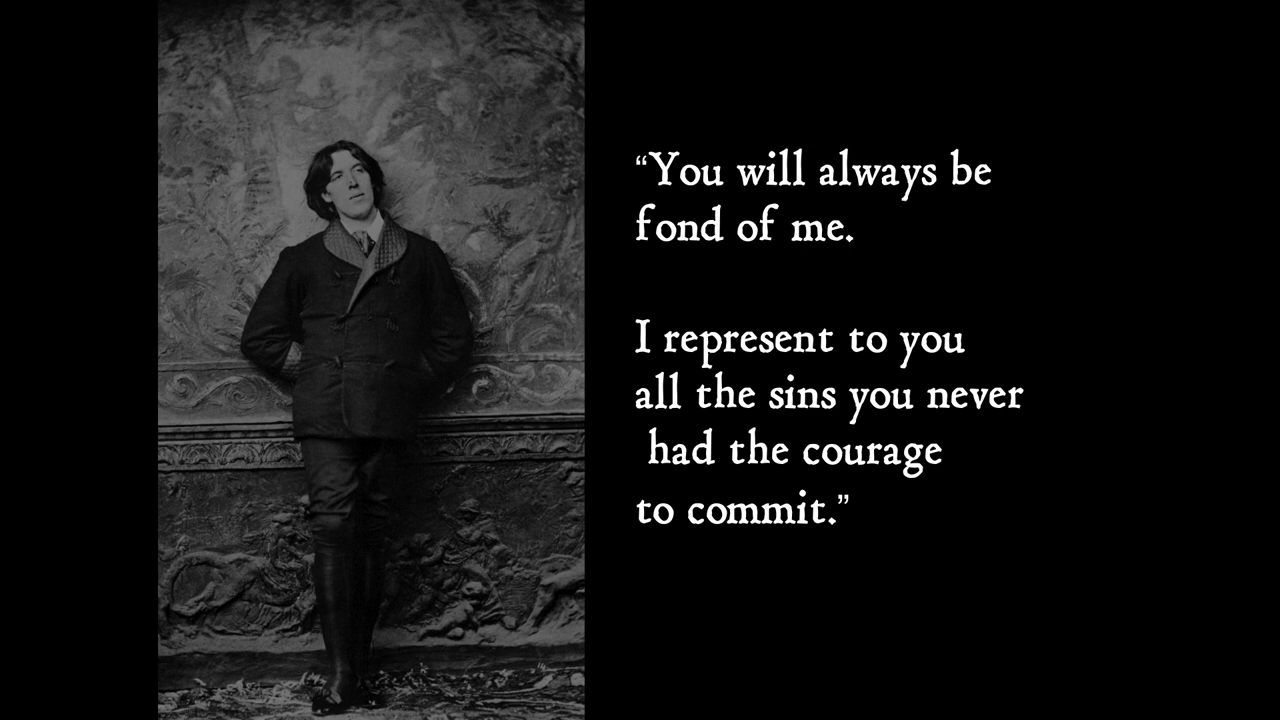 “You will always be
fond of me.
I represent to you
all the sins you never
had the courage
to commit.”